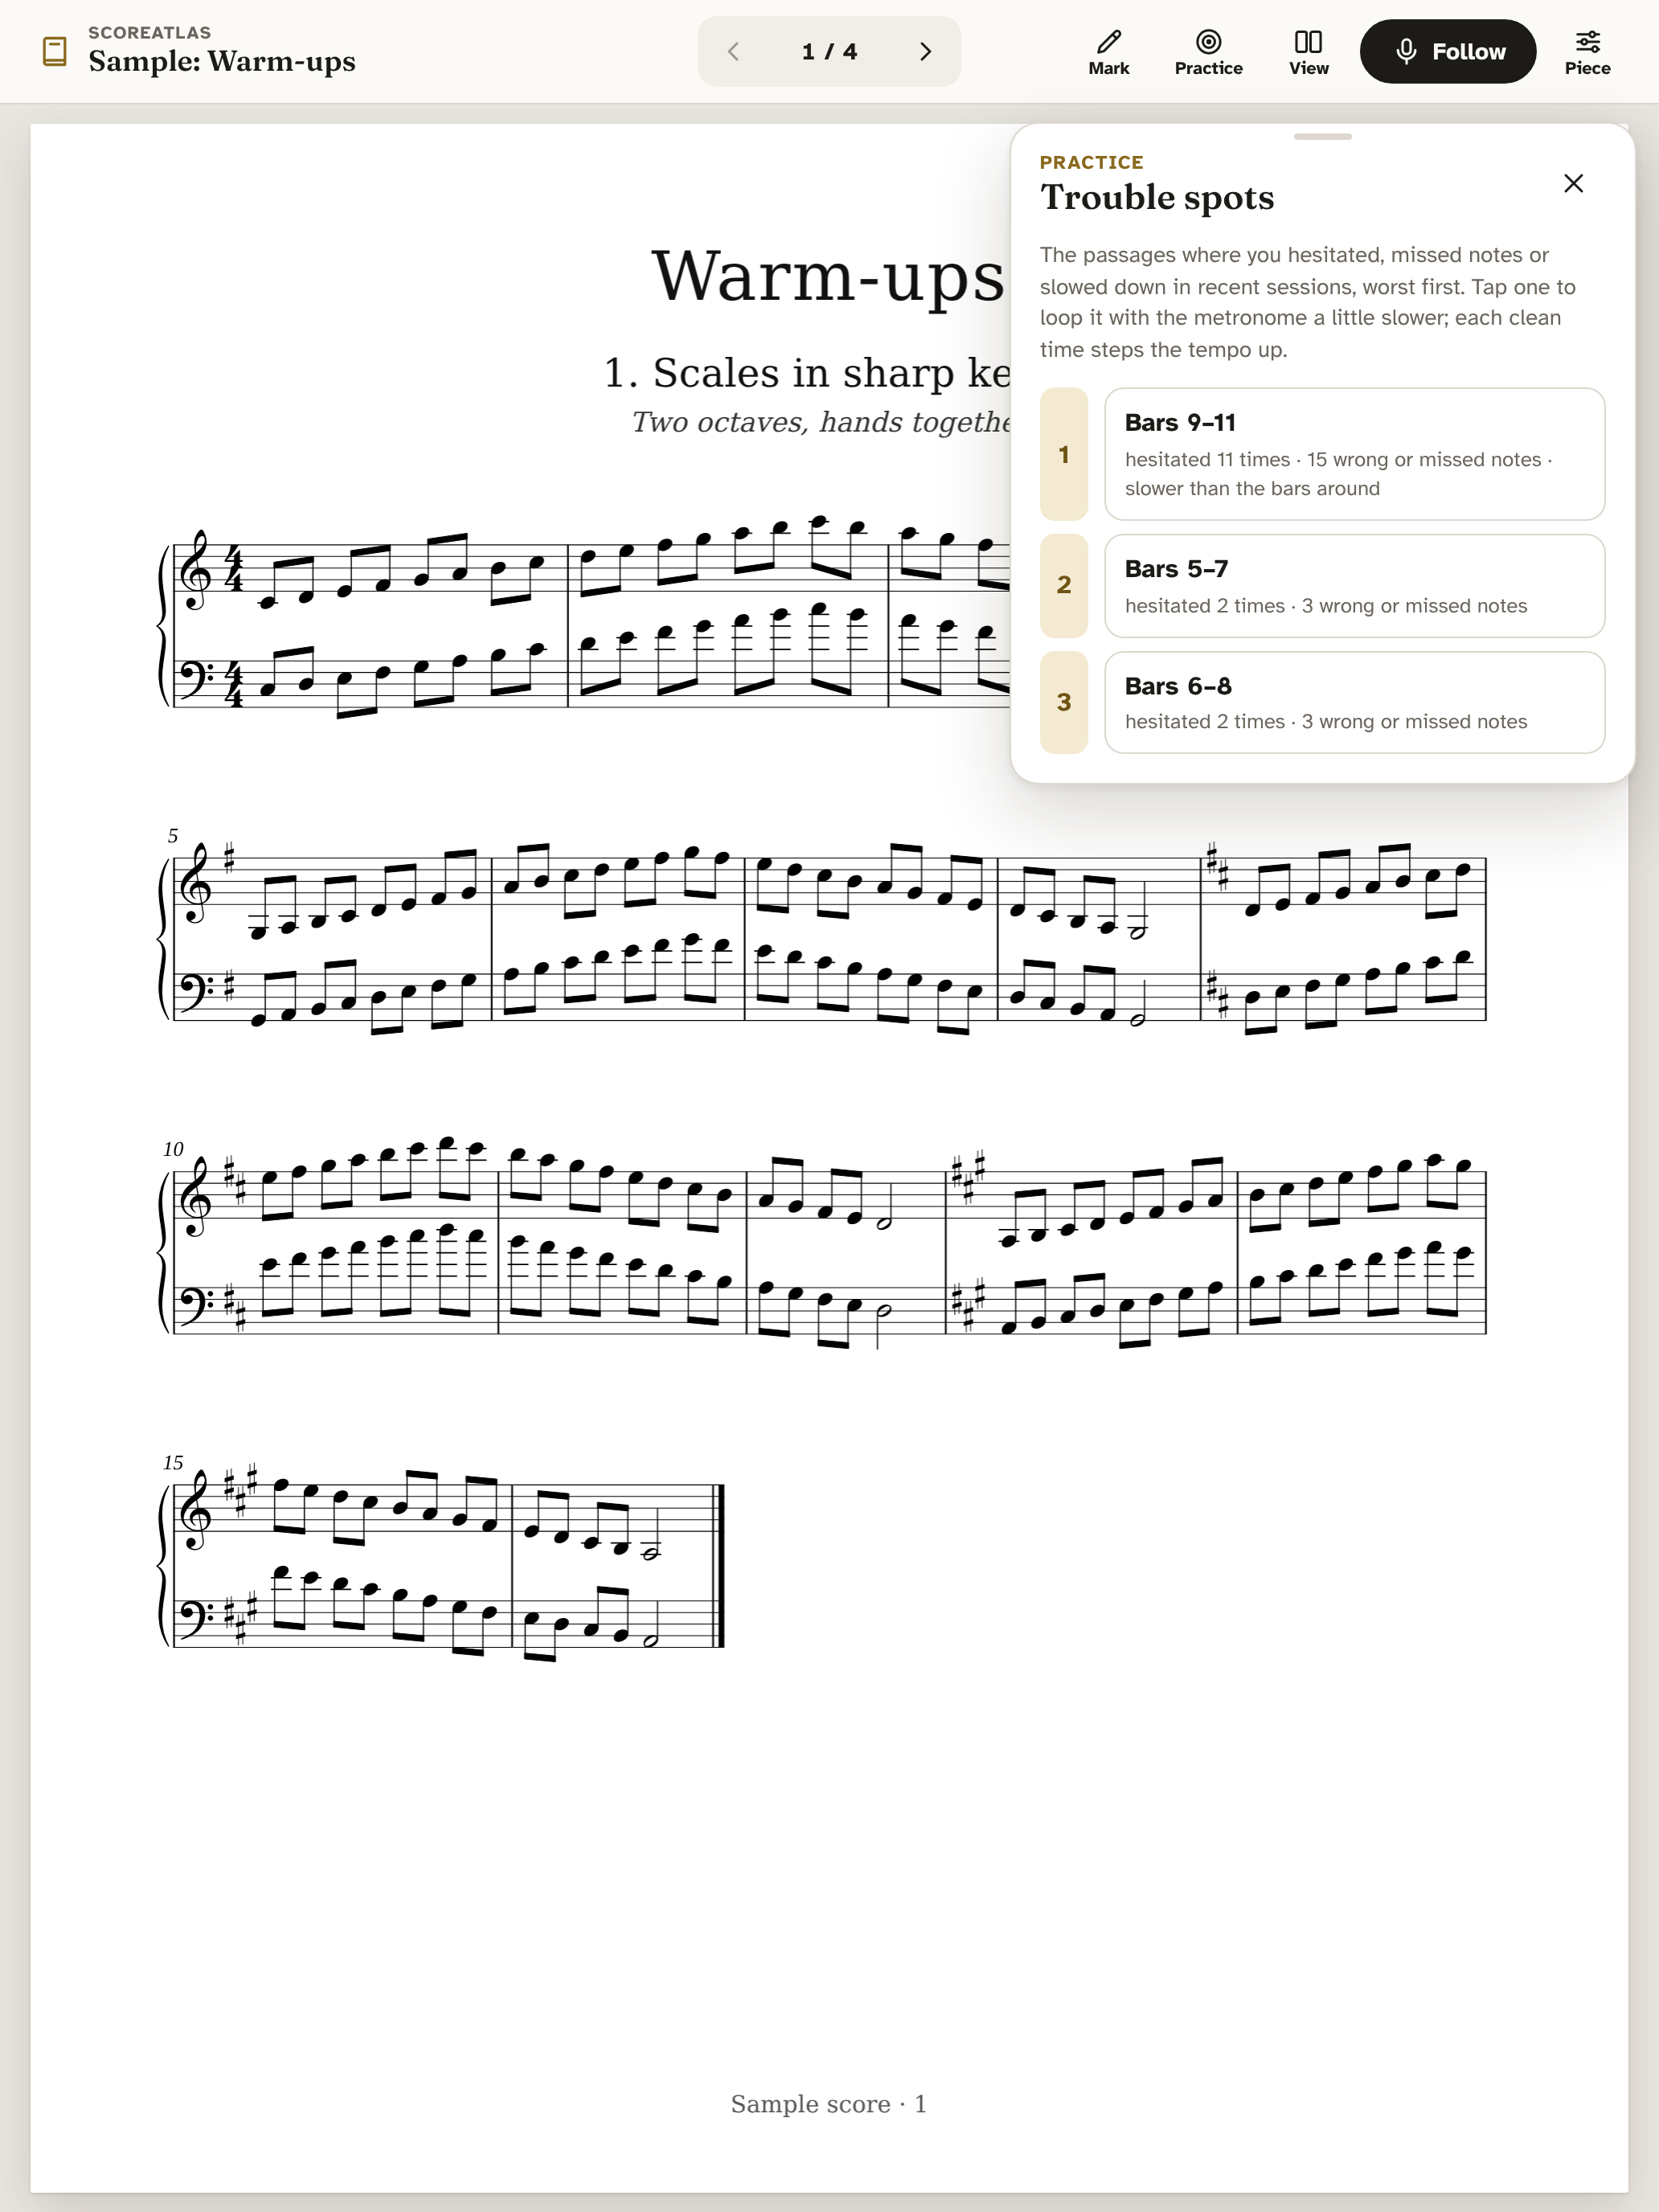 SCOREATLAS
Sample: Warm-ups
1 / 4
Mark
Practice
View
Follow
Piece
PRACTICE
Trouble spots
The passages where you hesitated, missed notes or
slowed down in recent sessions, worst first. Tap one to
loop it with the metronome a little slower; each clean
time steps the tempo up.
1
Bars 9–11
hesitated 11 times · 15 wrong or missed notes ·
slower than the bars around
2
Bars 5–7
hesitated 2 times · 3 wrong or missed notes
3
Bars 6–8
hesitated 2 times · 3 wrong or missed notes
Warm-ups
1. Scales in sharp ke
Two octaves, hands togethe
4
4
4
4
5
10
15
Sample score · 1